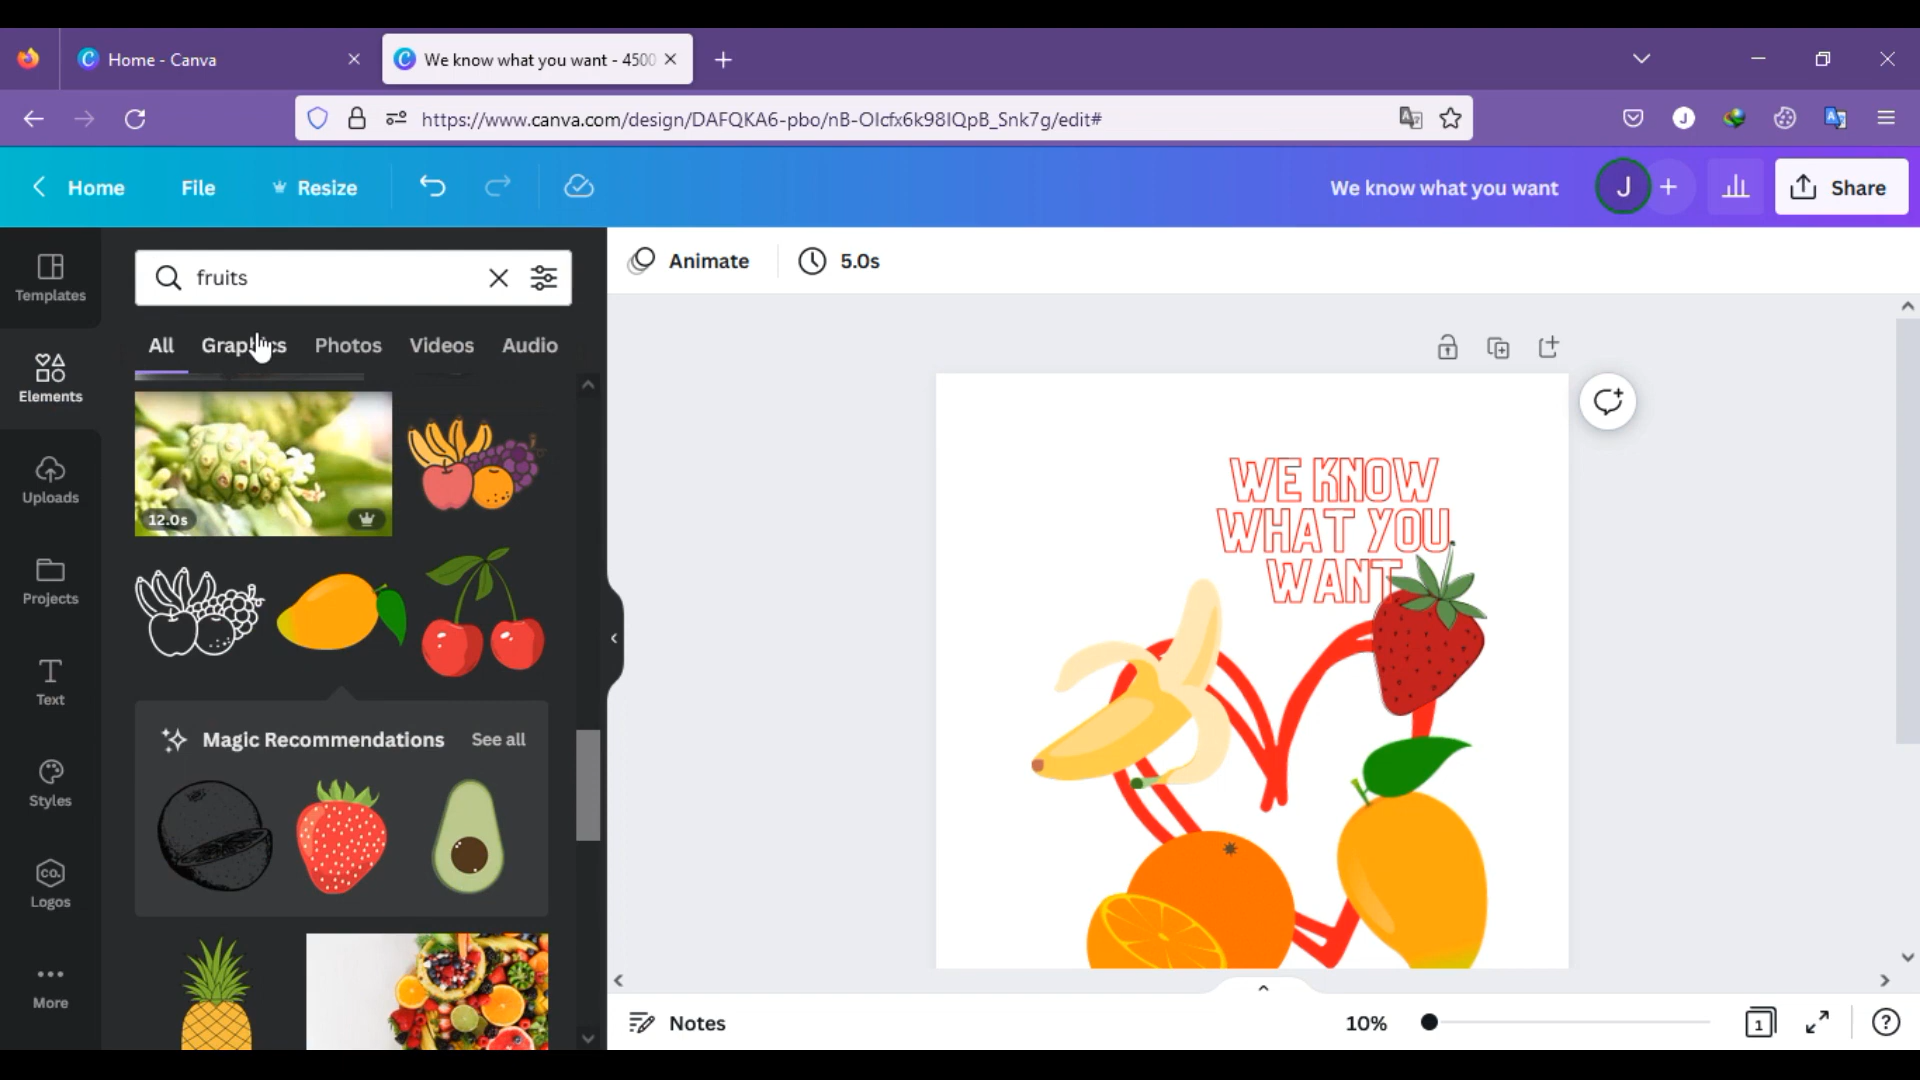 Home - Canva
We know what you want - 4500
https://www.canva.com/design/DAFQKA6-pbo/nB-OIcfx6k98IQpB_Snk7g/edit#
J
Home
File
Resize
We know what you want
J
Share
Templates
Elements
Uploads
Projects
Text
Styles
co.
Logos
More
fruits
All
Graphics
Photos
Videos
Audio
12.0s
Magic Recommendations
See all
Animate
5.0s
WE KNOW
WHAT YOU
WANT
Notes
10%
1